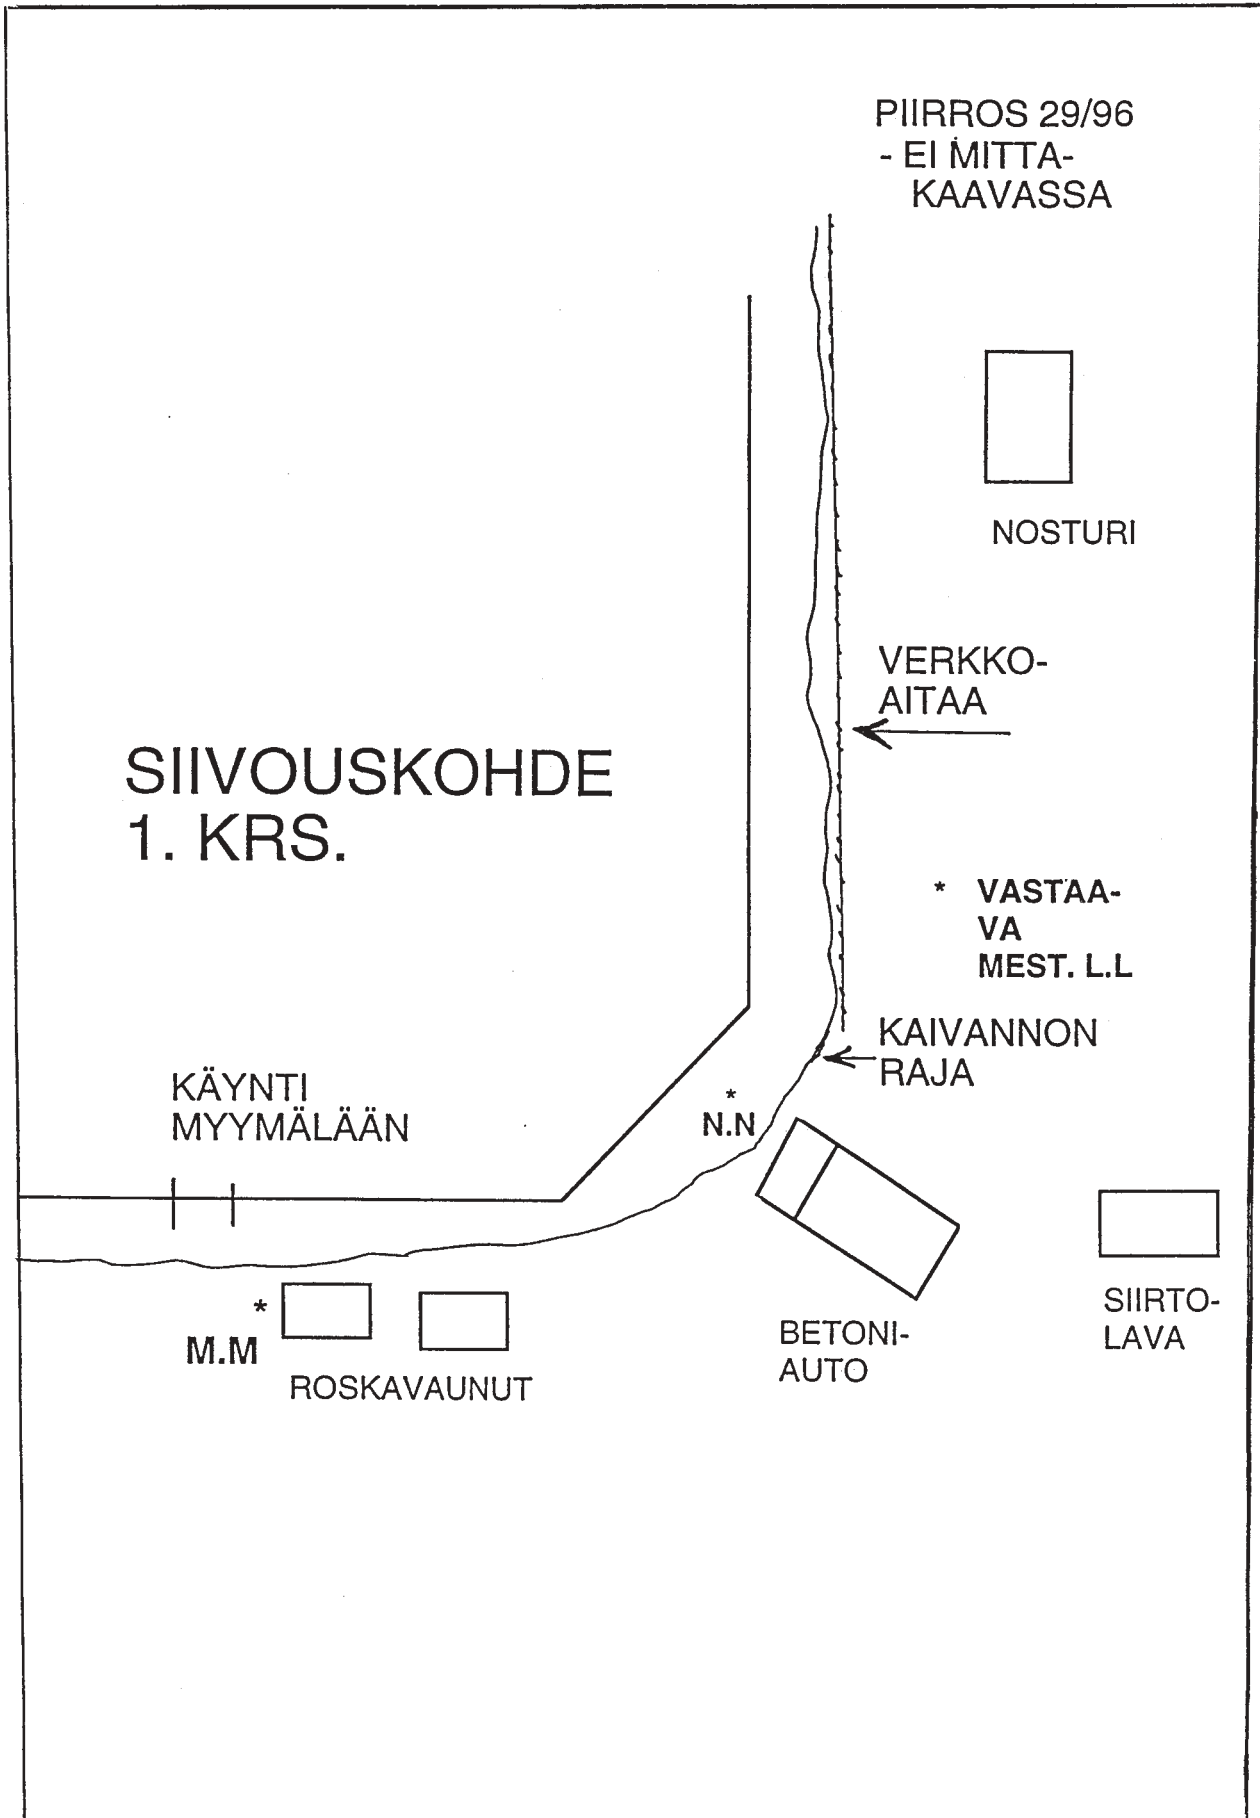 PIIRROS 29/96
- EI MITTA-
KAAVASSA
NOSTURI
VERKKO-
AITAA
SIIVOUSKOHDE
1. KRS.
* VASTAA-
VA
MEST. L.L
KAIVANNON
RAJA
KÄYNTI
MYYMÄLÄÄN
*
N.N
*
M.M
ROSKAVAUNUT
BETONI-
AUTO
SIIRTO-
LAVA